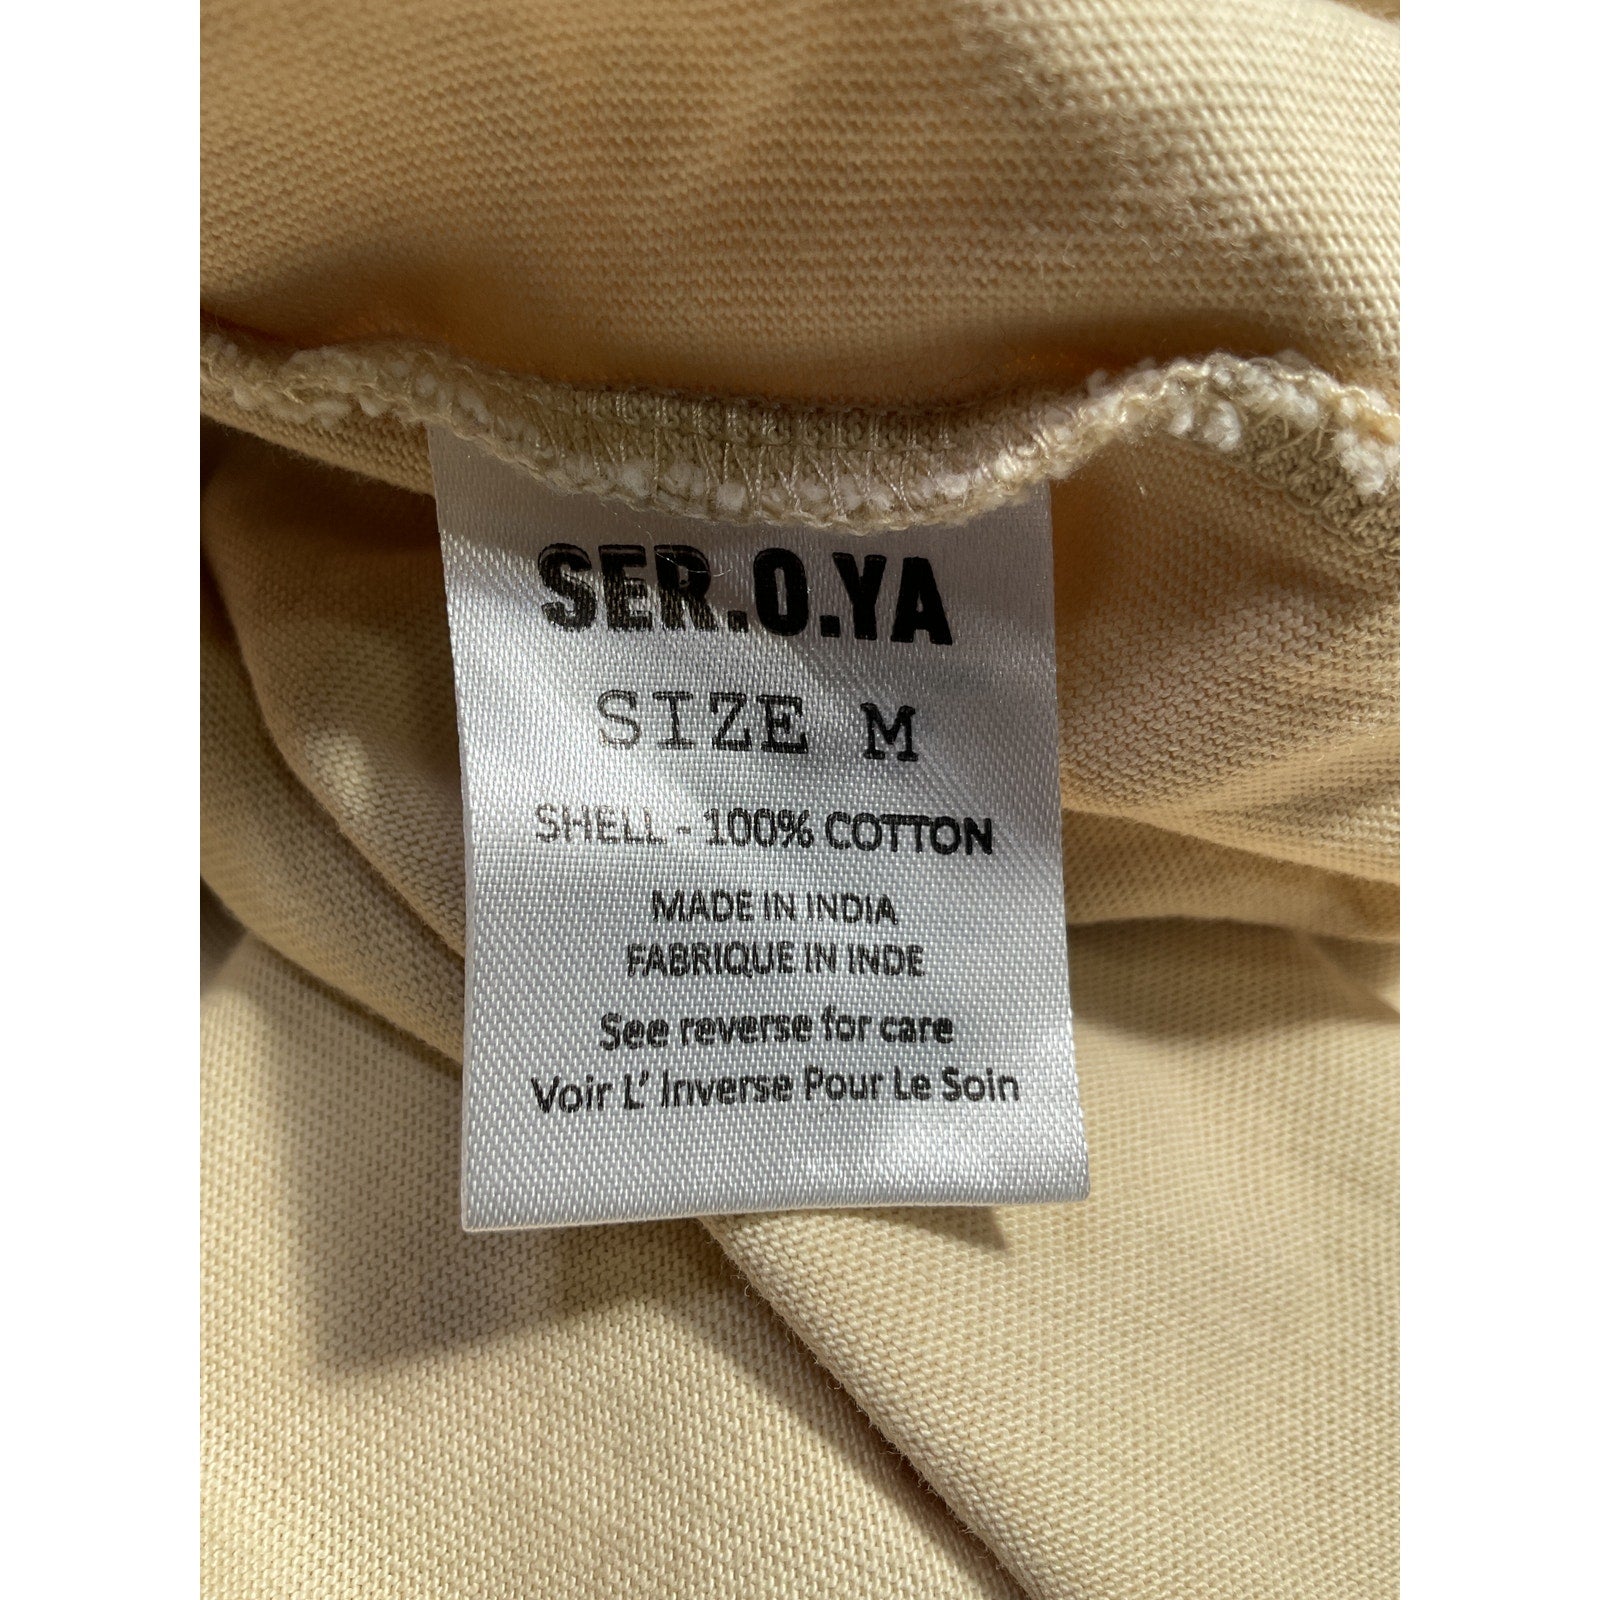 SER.O.YA
SIZE M
SHELL - 100% COTTON
MADE IN INDIA
FABRIQUE IN INDE
See reverse for care
Voir L' Inverse Pour Le Soin